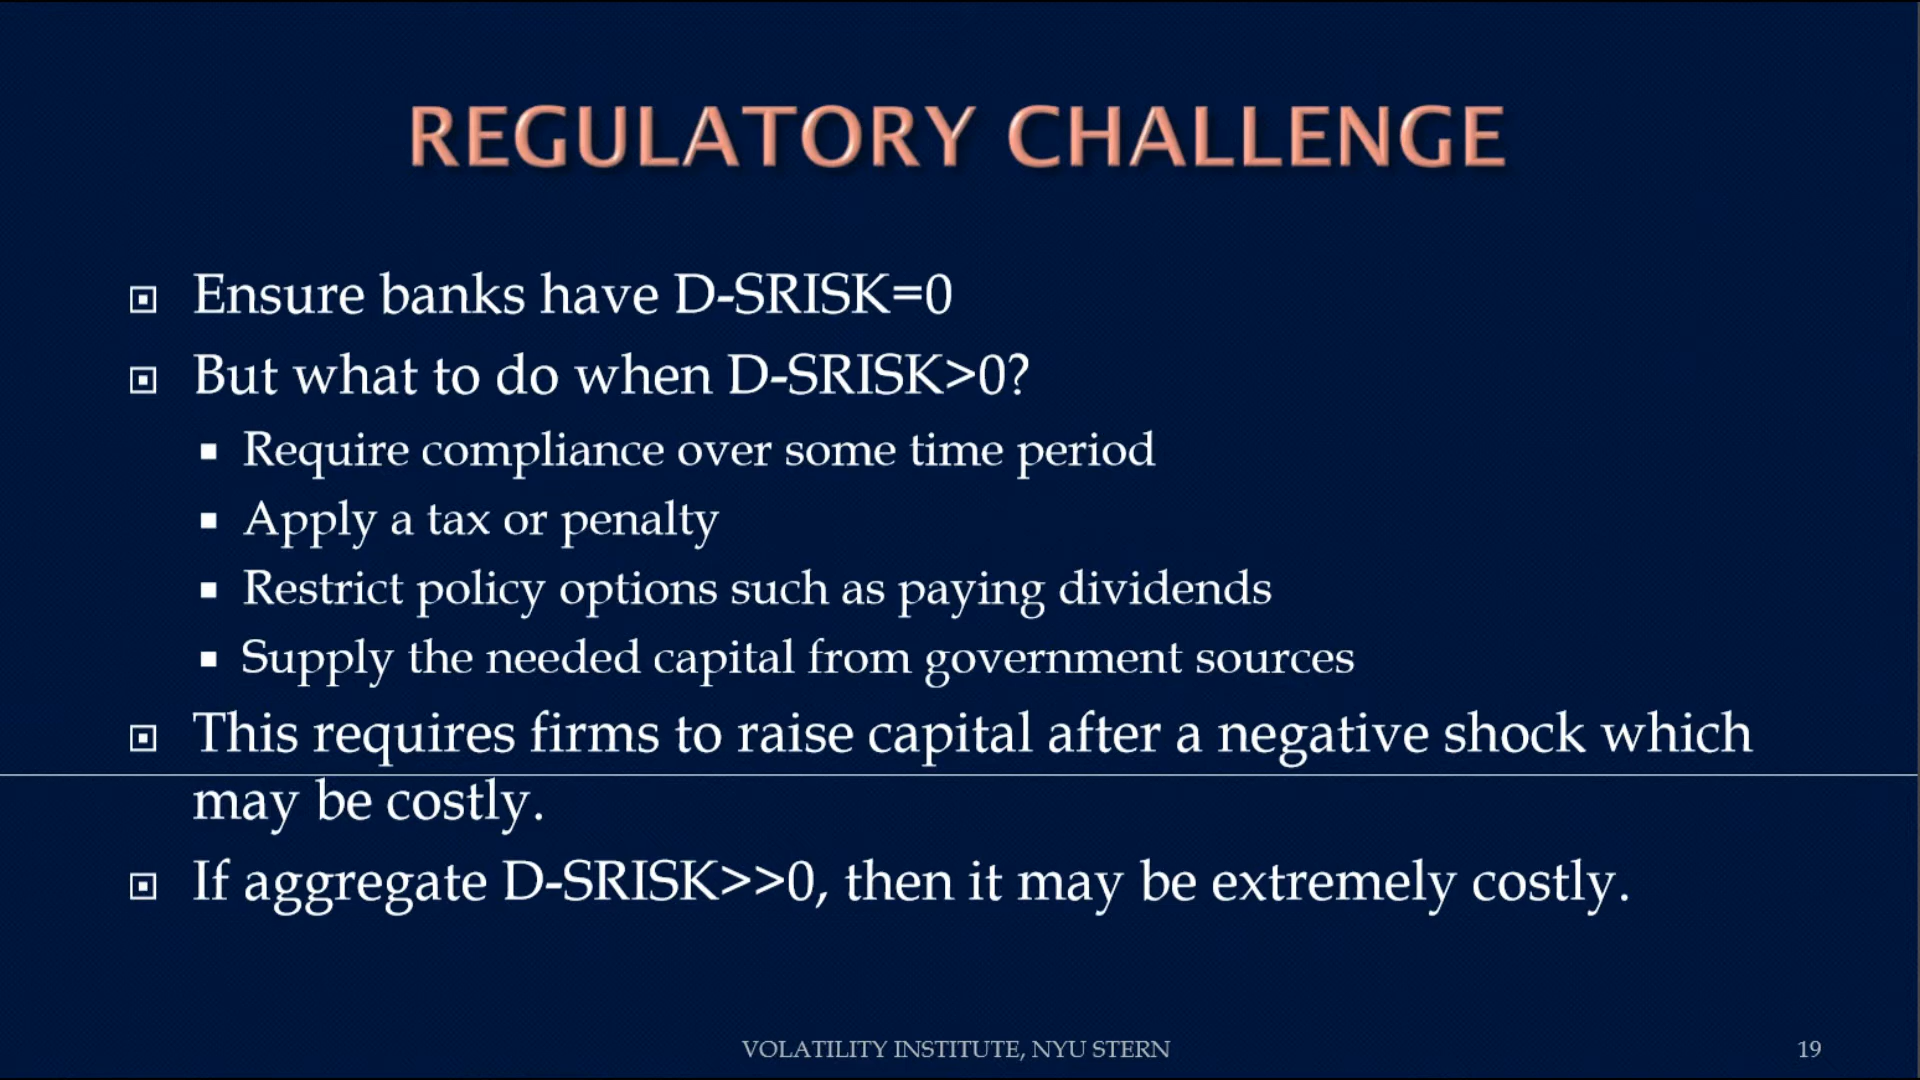 REGULATORY CHALLENGE
Ensure banks have D-SRISK=0
But what to do when D-SRISK>0?
Require compliance over some time period
Apply a tax or penalty
Restrict policy options such as paying dividends
Supply the needed capital from government sources
This requires firms to raise capital after a negative shock which
may be costly.
If aggregate D-SRISK>>0, then it may be extremely costly.
VOLATILITY INSTITUTE, NYU STERN
19